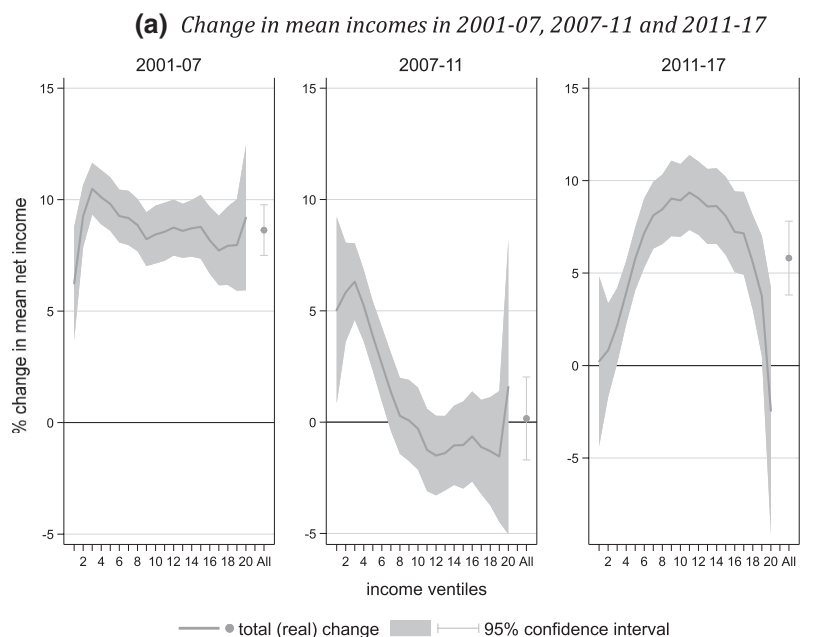 (a) Change in mean incomes in 2001-07, 2007-11 and 2011-17
2001-07
2007-11
2011-17
% change in mean net income
15
10
5
0
-5
2 4 6 8 10 12 14 16 18 20 All
15
10
5
0
-5
2 4 6 8 10 12 14 16 18 20 All
15
10
5
0
-5
2 4 6 8 10 12 14 16 18 20 All
income ventiles
total (real) change 95% confidence interval